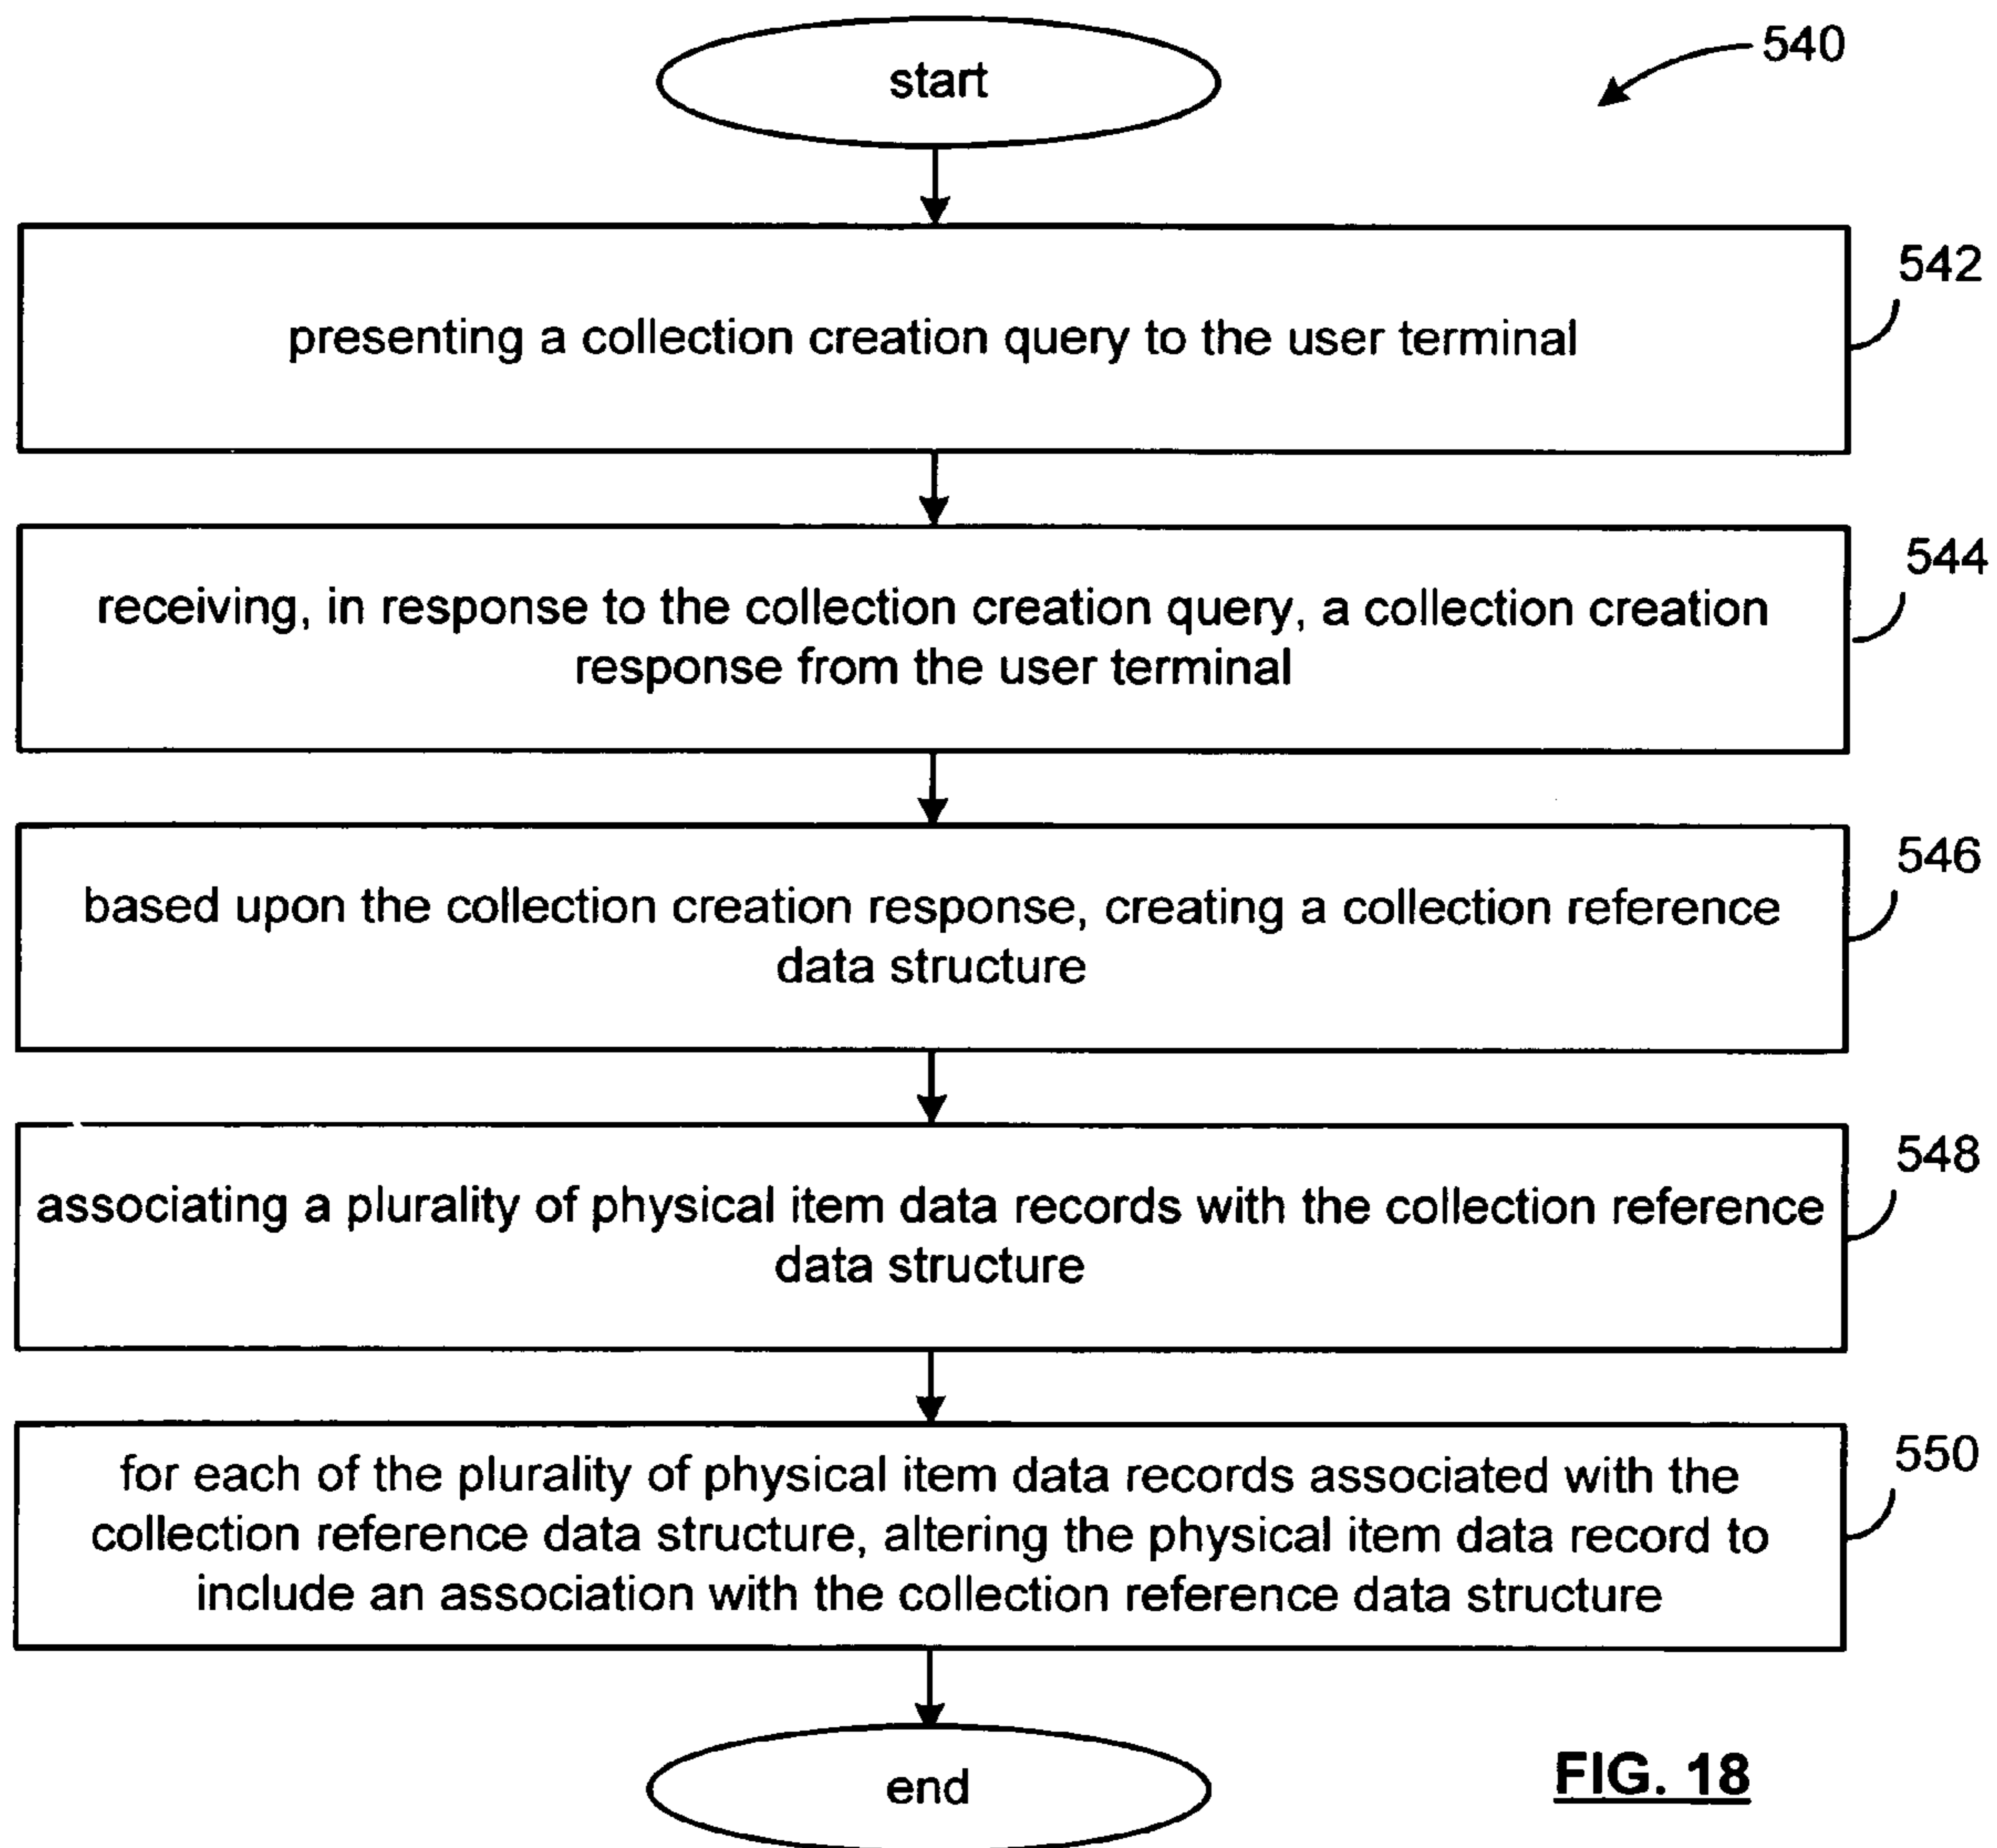 start
540
presenting a collection creation query to the user terminal
542
receiving, in response to the collection creation query, a collection creation
response from the user terminal
544
based upon the collection creation response, creating a collection reference
data structure
546
associating a plurality of physical item data records with the collection reference
data structure
548
for each of the plurality of physical item data records associated with the
collection reference data structure, altering the physical item data record to
include an association with the collection reference data structure
550
end
FIG. 18